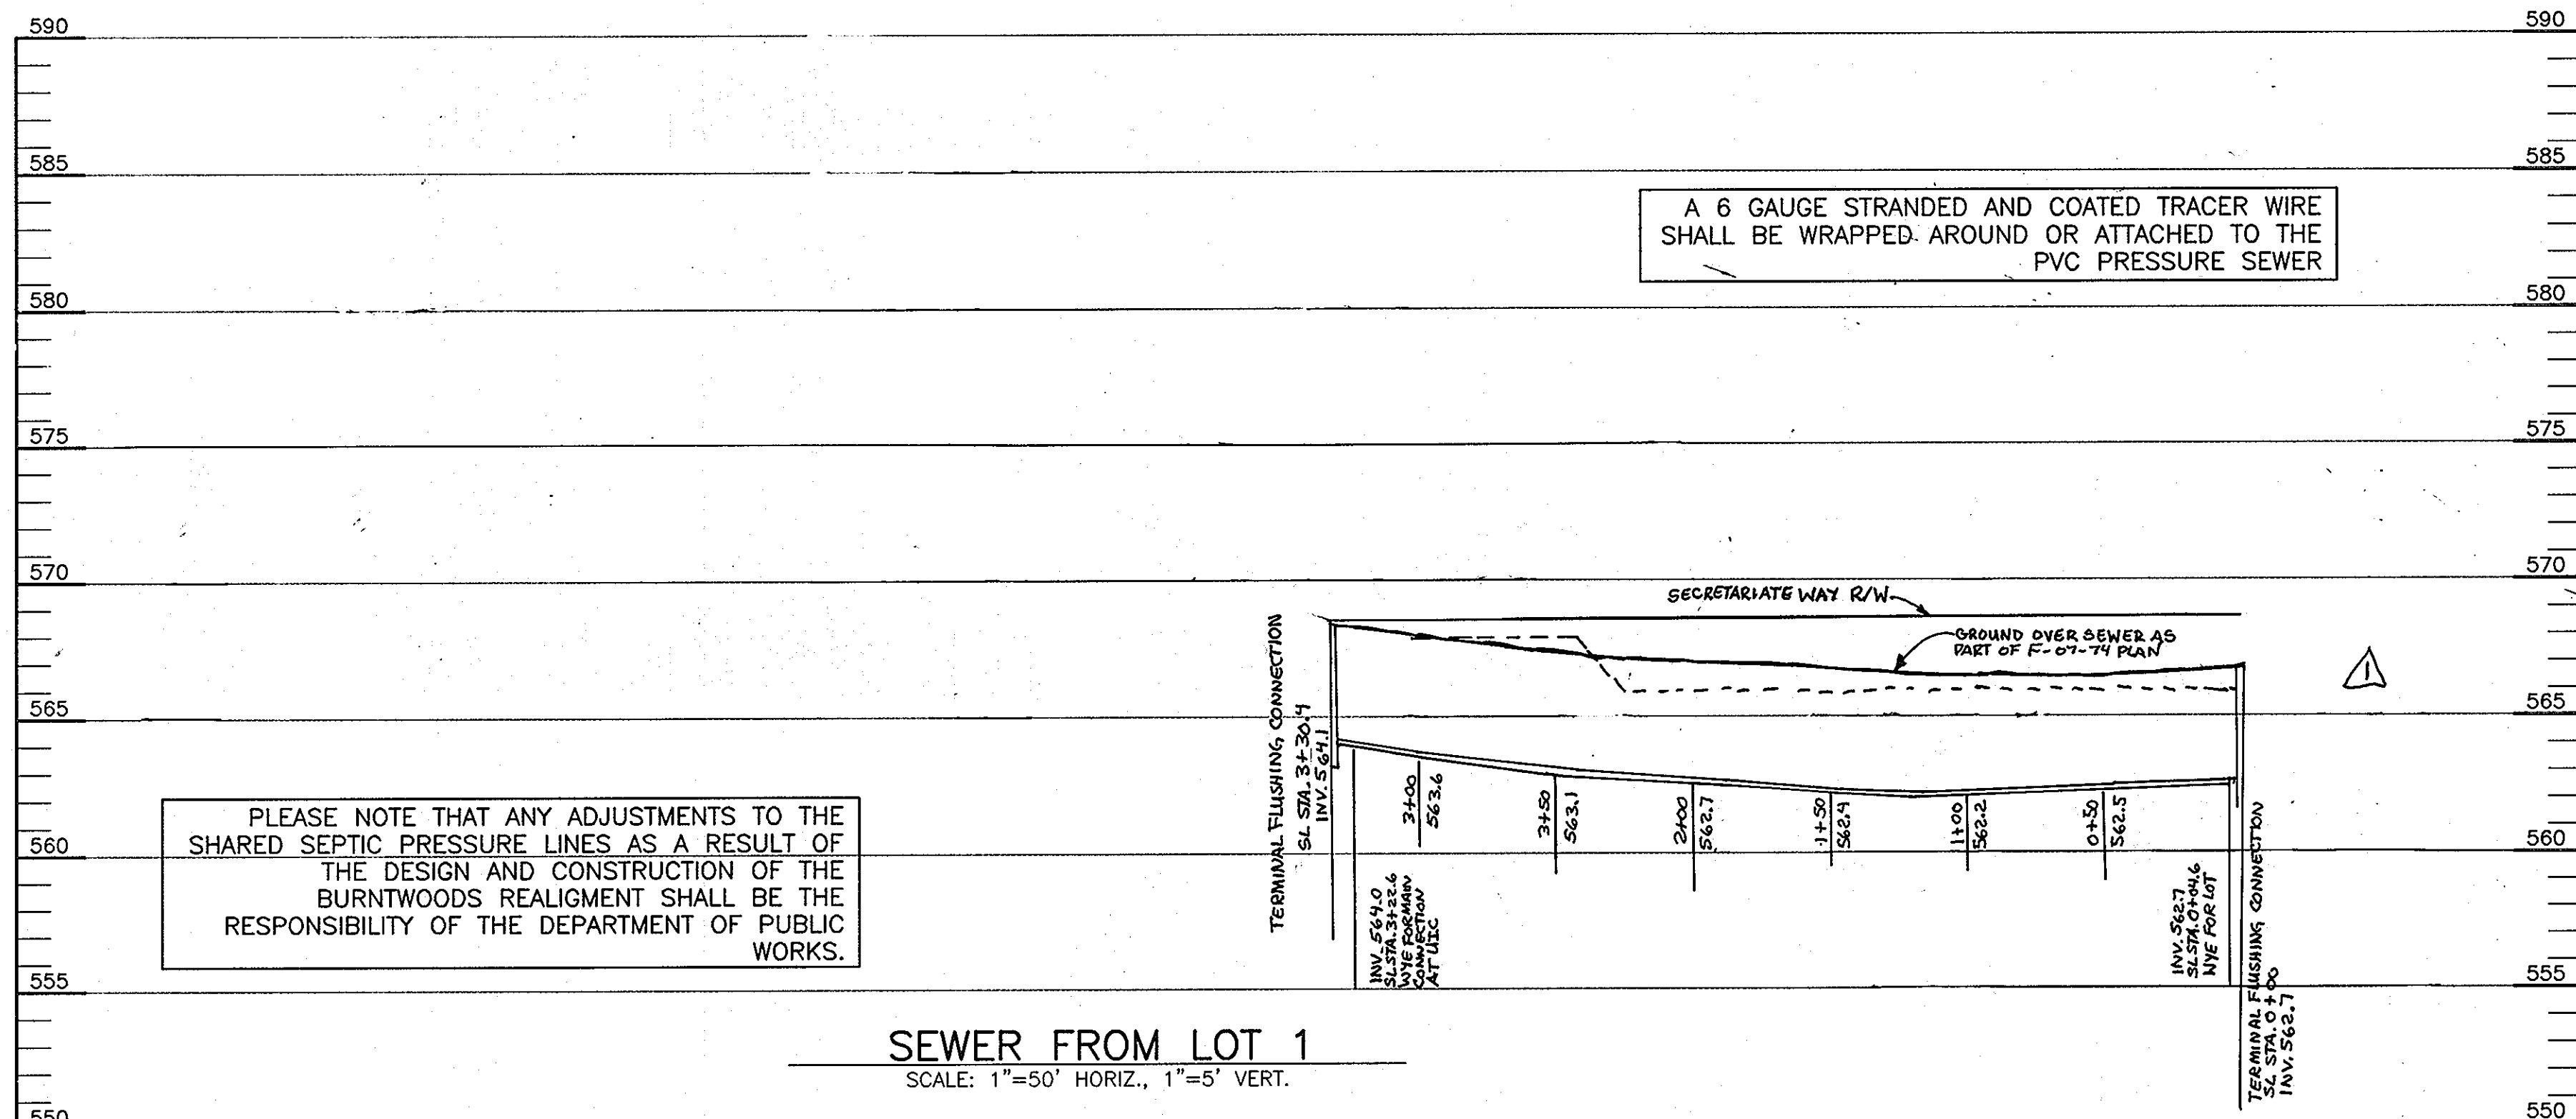 590
585
580
575
570
565
560
555
550
590
585
580
575
570
565
560
555
550
A 6 GAUGE STRANDED AND COATED TRACER WIRE
SHALL BE WRAPPED AROUND OR ATTACHED TO THE
PVC PRESSURE SEWER
SECRETARIATE WAY R/W
GROUND OVER SEWER AS
PART OF F-07-74 PLAN
1
TERMINAL FLUSHING CONNECTION
SL STA. 3+30.4
INV. 564.1
3+00
563.6
3+50
563.1
2+00
562.7
1+50
562.4
1+00
562.2
0+50
562.5
INV. 564.0
SL STA. 3+22.6
WYE FOR MAIN
CONNECTION
AT UIC
INV. 562.7
SL STA. 0+04.6
WYE FOR LOT
TERMINAL FLUSHING CONNECTION
SL STA. 0+00
INV. 562.7
PLEASE NOTE THAT ANY ADJUSTMENTS TO THE
SHARED SEPTIC PRESSURE LINES AS A RESULT OF
THE DESIGN AND CONSTRUCTION OF THE
BURNTWOODS REALIGMENT SHALL BE THE
RESPONSIBILITY OF THE DEPARTMENT OF PUBLIC
WORKS.
SEWER FROM LOT 1
SCALE: 1"=50' HORIZ., 1"=5' VERT.